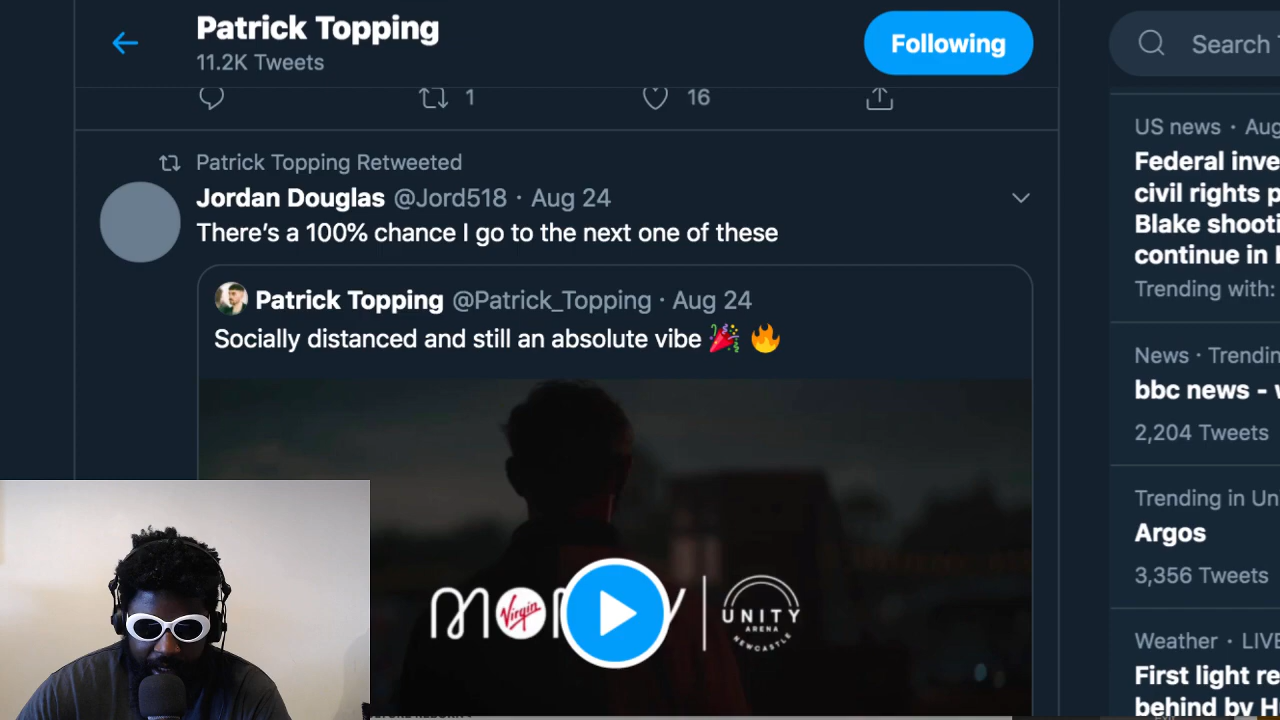 Patrick Topping
11.2K Tweets
Following
Search
1
16
Patrick Topping Retweeted
Jordan Douglas @Jord518 · Aug 24
There's a 100% chance I go to the next one of these
Patrick Topping @Patrick_Topping · Aug 24
Socially distanced and still an absolute vibe 🎉 🔥
Virgin
UNITY
ARENA
NEWCASTLE
US news · Aug
Federal inve
civil rights p
Blake shooti
continue in
Trending with:
News · Trendin
bbc news -
2,204 Tweets
Trending in Un
Argos
3,356 Tweets
Weather · LIVE
First light re
behind by H